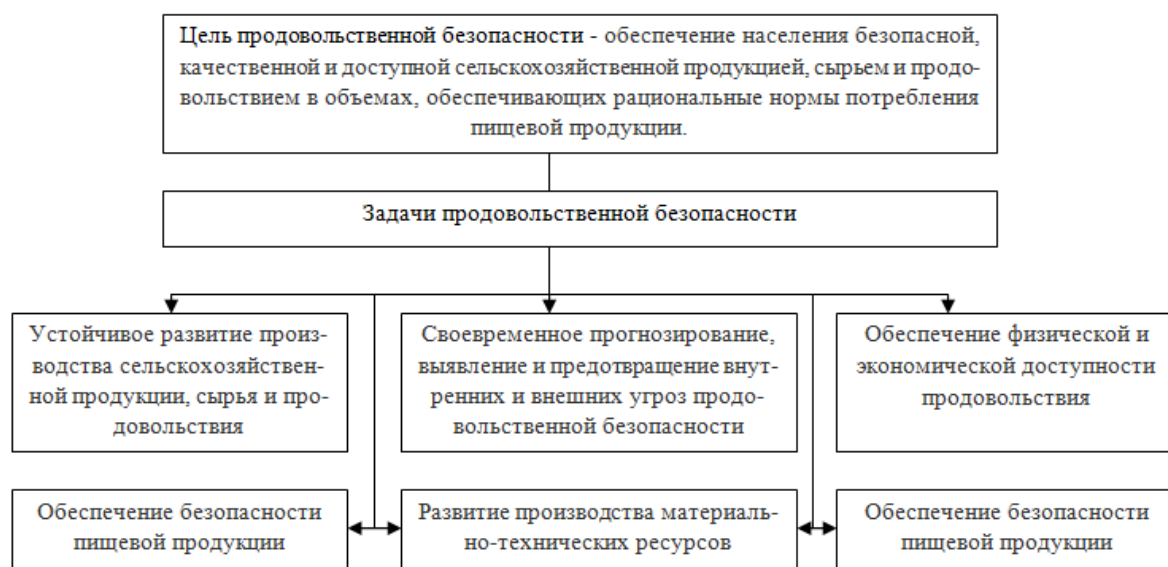 Цель продовольственной безопасности - обеспечение населения безопасной,
качественной и доступной сельскохозяйственной продукцией, сырьем и продо-
вольствием в объемах, обеспечивающих рациональные нормы потребления
пищевой продукции.
Задачи продовольственной безопасности
Устойчивое развитие произ-
водства сельскохозяйствен-
ной продукции, сырья и про-
довольствия
Своевременное прогнозирование,
выявление и предотвращение внут-
ренних и внешних угроз продо-
вольственной безопасности
Обеспечение физической и
экономической доступности
продовольствия
Обеспечение безопасности
пищевой продукции
Развитие производства материаль-
но-технических ресурсов
Обеспечение безопасности
пищевой продукции